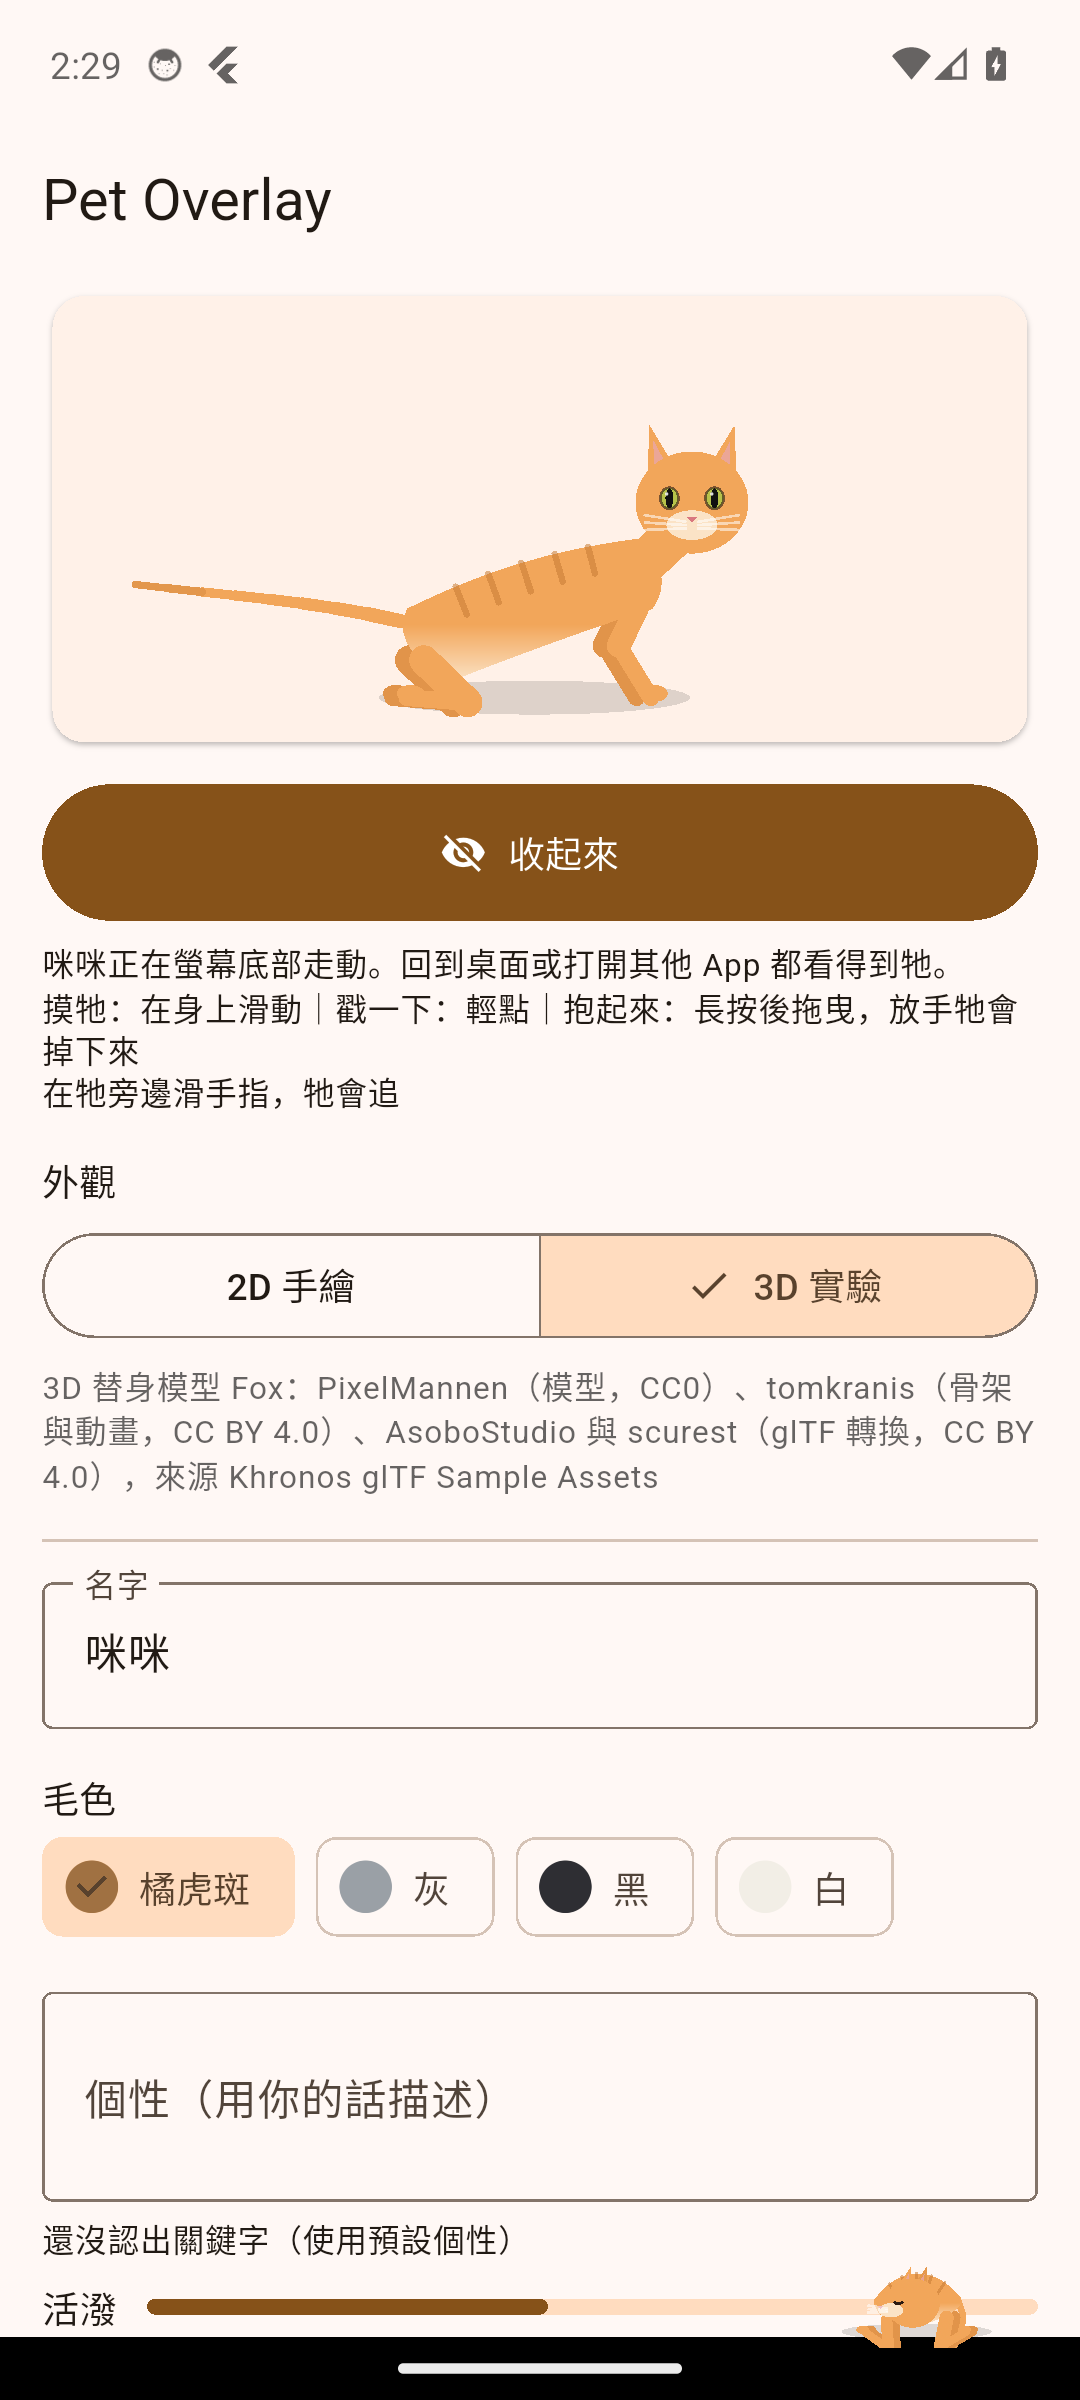 2:29
Pet Overlay
收起來
咪咪正在螢幕底部走動。回到桌面或打開其他 App 都看得到牠。
摸牠：在身上滑動｜戳一下：輕點｜抱起來：長按後拖曳，放手牠會
掉下來
在牠旁邊滑手指，牠會追
外觀
2D 手繪
3D 實驗
3D 替身模型 Fox：PixelMannen（模型，CC0）、tomkranis（骨架
與動畫，CC BY 4.0）、AsoboStudio 與 scurest（glTF 轉換，CC BY
4.0），來源 Khronos glTF Sample Assets
名字
咪咪
毛色
橘虎斑
灰
黑
白
個性（用你的話描述）
還沒認出關鍵字（使用預設個性）
活潑